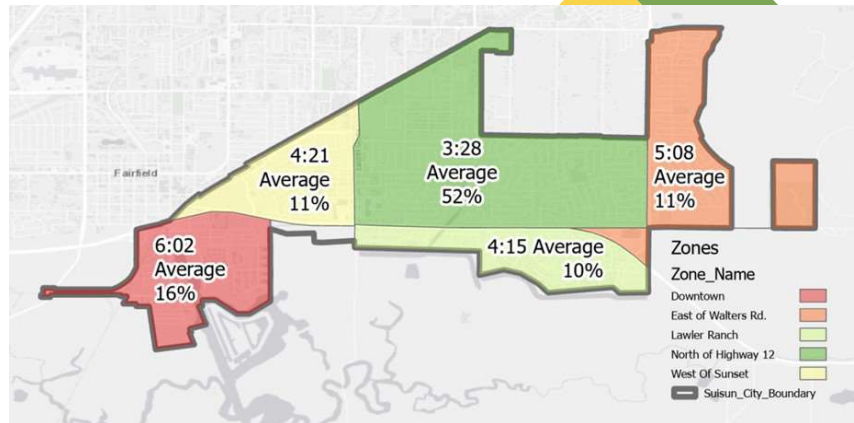 Fairfield
4:21
Average
11%
3:28
Average
52%
5:08
Average
11%
6:02
Average
16%
4:15 Average
10%
Zones
Zone_Name
Downtown
East of Walters Rd.
Lawler Ranch
North of Highway 12
West Of Sunset
Suisun_City_Boundary